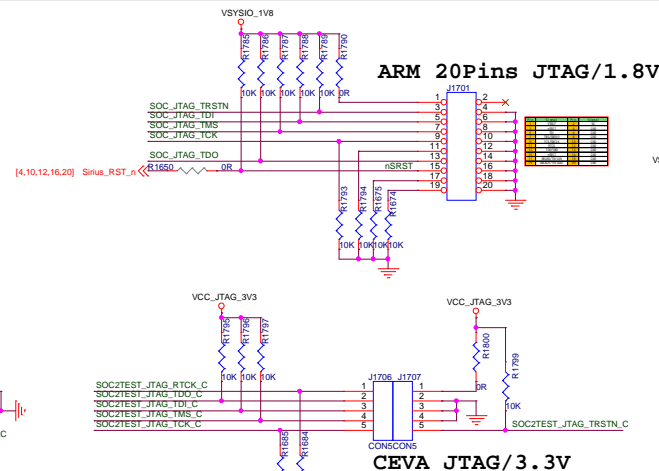 VSYSIO_1V8
R1785
R1786
R1787
R1788
R1789
R1790
10K
10K
10K
10K
10K
0R
ARM 20Pins JTAG/1.8V
J1701
SOC_JTAG_TRSTN
SOC_JTAG_TDI
SOC_JTAG_TMS
SOC_JTAG_TCK
SOC_JTAG_TDO
[4,10,12,16,20] Sirius_RST_n
R1650
0R
nSRST
1
3
5
7
9
11
13
15
17
19
2
4
6
8
10
12
14
16
18
20
VS
R1793
R1794
R1675
R1674
10K
10K
10K
10K
VCC_JTAG_3V3
R1795
R1796
R1797
10K
10K
10K
VCC_JTAG_3V3
R1800
0R
R1799
10K
SOC2TEST_JTAG_RTCK_C
SOC2TEST_JTAG_TDO_C
SOC2TEST_JTAG_TDI_C
SOC2TEST_JTAG_TMS_C
SOC2TEST_JTAG_TCK_C
J1706
J1707
1
2
3
4
5
1
2
3
4
5
CON5
CON5
SOC2TEST_JTAG_TRSTN_C
C
R1685
R1684
CEVA JTAG/3.3V